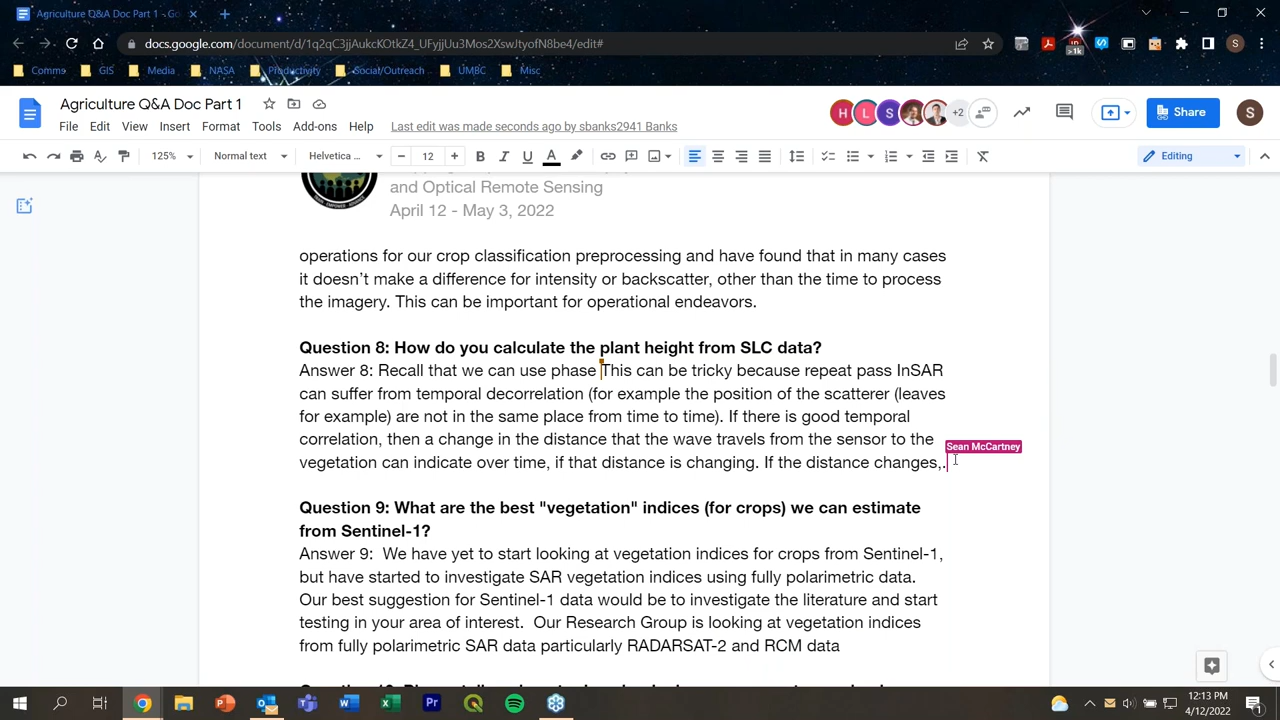 Agriculture Q&A Doc Part 1 - Go
docs.google.com/document/d/1q2qC3jjAukcKOtkZ4_UFyjjUu3Mos2XswJtyofN8be4/edit#
S
Comms GIS Media NASA Productivity Social/Outreach UMBC Misc
Agriculture Q&A Doc Part 1
H L S +2 Share S
File Edit View Insert Format Tools Add-ons Help Last edit was made seconds ago by sbanks2941 Banks
125% Normal text Helvetica ... 12 B I U A Editing
and Optical Remote Sensing
April 12 - May 3, 2022
operations for our crop classification preprocessing and have found that in many cases
it doesn't make a difference for intensity or backscatter, other than the time to process
the imagery. This can be important for operational endeavors.
Question 8: How do you calculate the plant height from SLC data?
Answer 8: Recall that we can use phase This can be tricky because repeat pass InSAR
can suffer from temporal decorrelation (for example the position of the scatterer (leaves
for example) are not in the same place from time to time). If there is good temporal
correlation, then a change in the distance that the wave travels from the sensor to the
Sean McCartney
vegetation can indicate over time, if that distance is changing. If the distance changes,.
Question 9: What are the best "vegetation" indices (for crops) we can estimate
from Sentinel-1?
Answer 9:  We have yet to start looking at vegetation indices for crops from Sentinel-1,
but have started to investigate SAR vegetation indices using fully polarimetric data.
Our best suggestion for Sentinel-1 data would be to investigate the literature and start
testing in your area of interest.  Our Research Group is looking at vegetation indices
from fully polarimetric SAR data particularly RADARSAT-2 and RCM data
12:13 PM
4/12/2022